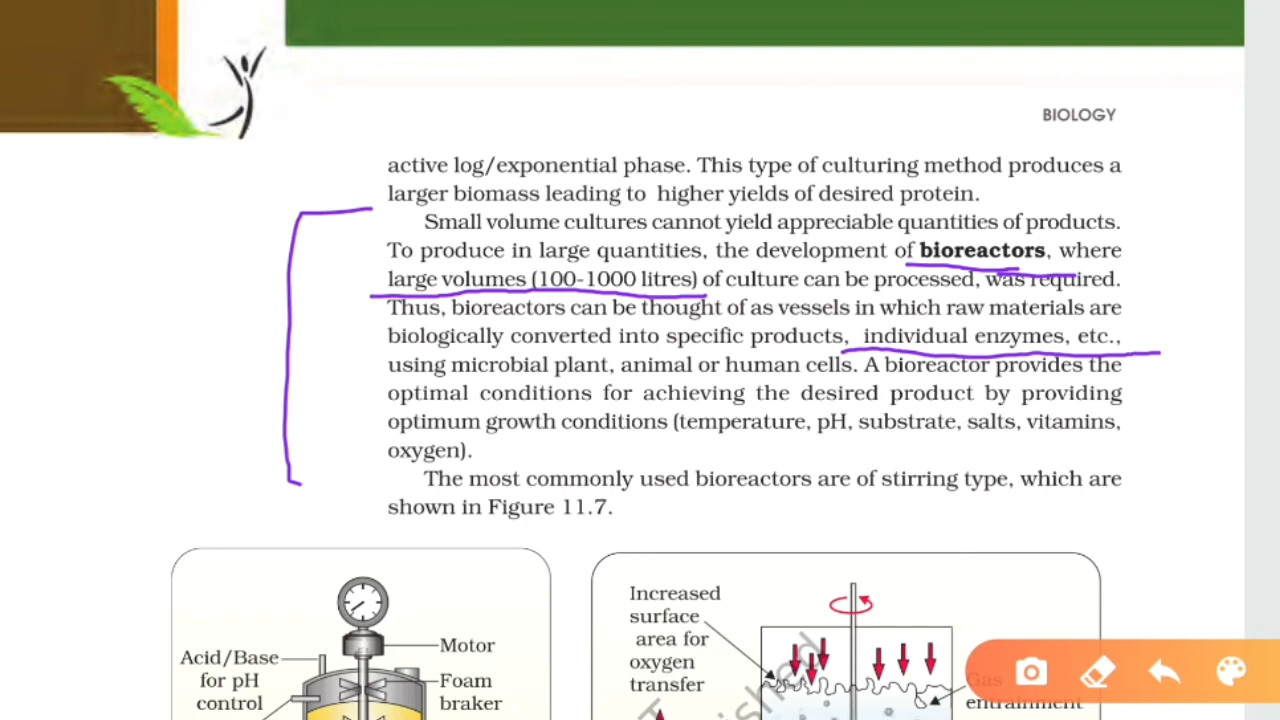 BIOLOGY
active log/exponential phase. This type of culturing method produces a
larger biomass leading to higher yields of desired protein.
Small volume cultures cannot yield appreciable quantities of products.
To produce in large quantities, the development of bioreactors, where
large volumes (100-1000 litres) of culture can be processed, was required.
Thus, bioreactors can be thought of as vessels in which raw materials are
biologically converted into specific products, individual enzymes, etc.,
using microbial plant, animal or human cells. A bioreactor provides the
optimal conditions for achieving the desired product by providing
optimum growth conditions (temperature, pH, substrate, salts, vitamins,
oxygen).
The most commonly used bioreactors are of stirring type, which are
shown in Figure 11.7.
Motor
Acid/Base
for pH
control
Foam
braker
Increased
surface
area for
oxygen
transfer
Gas
entrainment